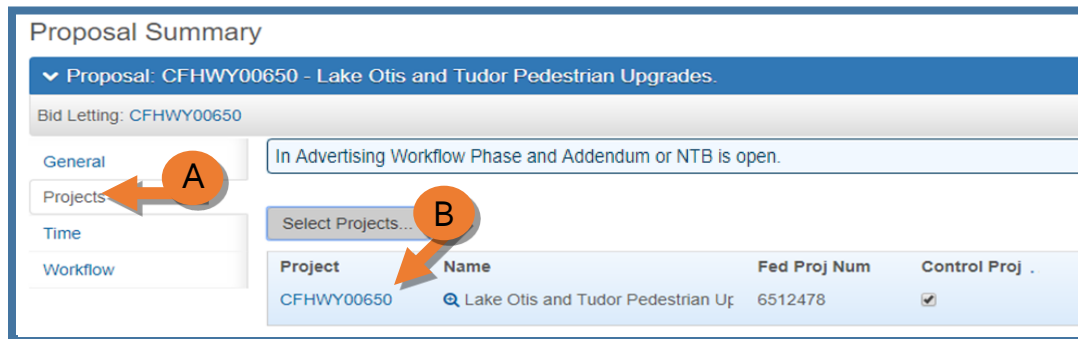 Proposal Summary
Proposal: CFHWY00650 - Lake Otis and Tudor Pedestrian Upgrades.
Bid Letting: CFHWY00650
General
In Advertising Workflow Phase and Addendum or NTB is open.
A
Projects
B
Select Projects...
Time
Workflow
Project Name Fed Proj Num Control Proj .
CFHWY00650 Lake Otis and Tudor Pedestrian Up 6512478